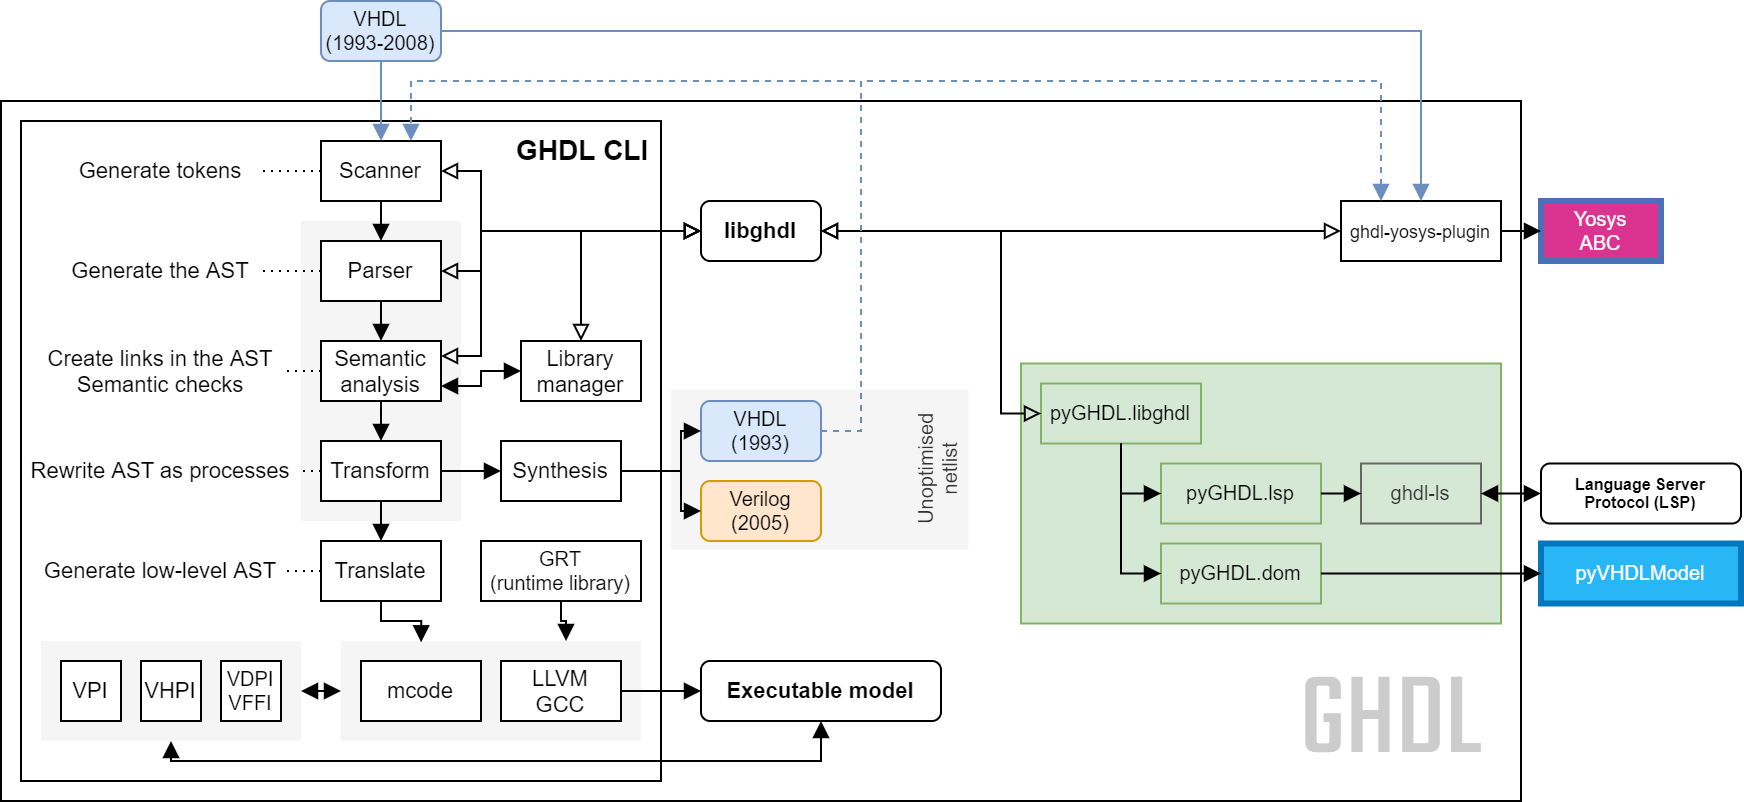 VHDL
(1993-2008)
GHDL CLI
Generate tokens
Scanner
libghdl
ghdl-yosys-plugin
Yosys
ABC
Generate the AST
Parser
Create links in the AST
Semantic checks
Semantic
analysis
Library
manager
VHDL
(1993)
Unoptimised
netlist
pyGHDL.libghdl
Rewrite AST as processes
Transform
Synthesis
Verilog
(2005)
pyGHDL.lsp
ghdl-ls
Language Server
Protocol (LSP)
Generate low-level AST
Translate
GRT
(runtime library)
pyGHDL.dom
pyVHDLModel
VPI
VHPI
VDPI
VFFI
mcode
LLVM
GCC
Executable model
GHDL